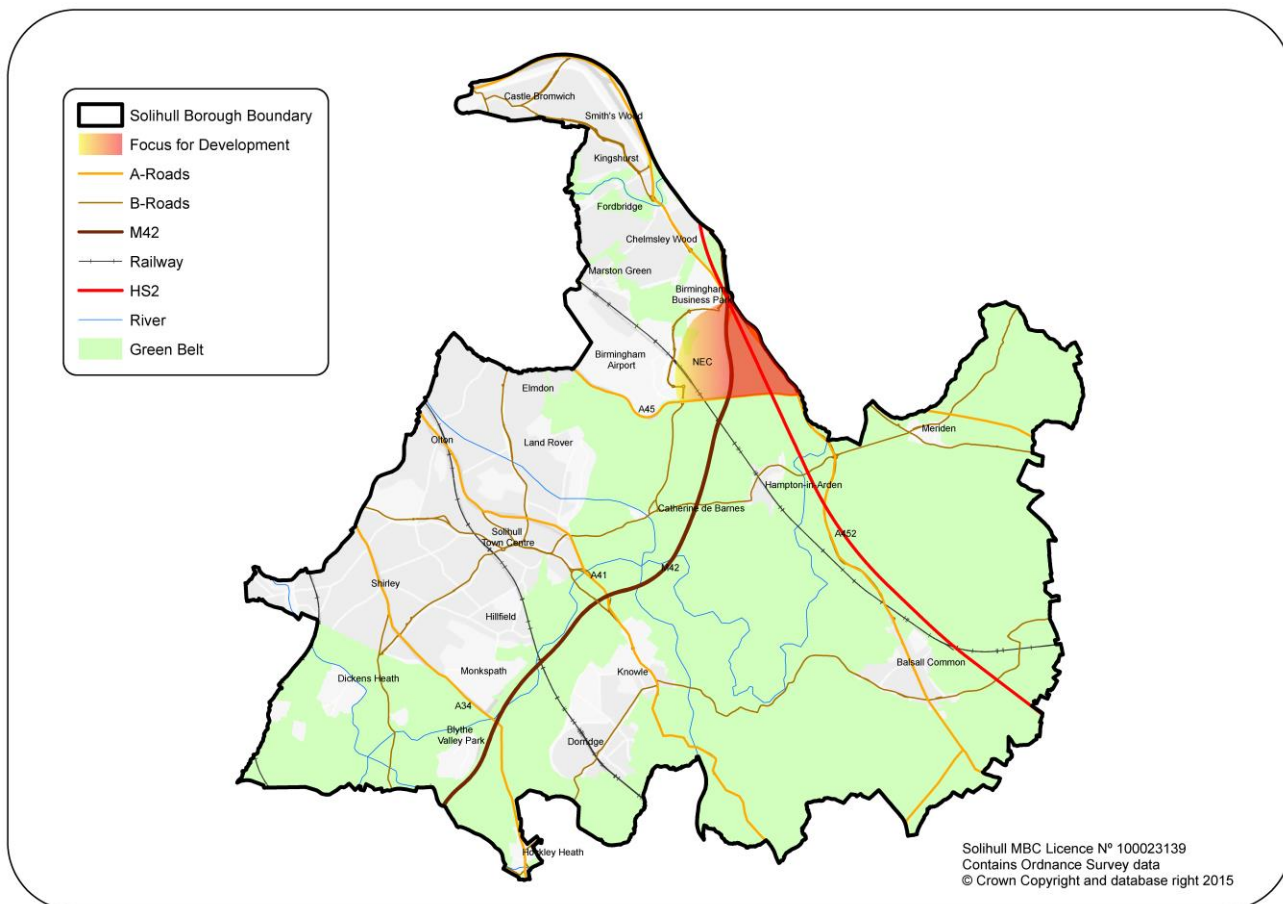 Solihull Borough Boundary
Focus for Development
A-Roads
B-Roads
M42
Railway
HS2
River
Green Belt
Castle Bromwich
Smith's Wood
Kingshurst
Fordbridge
Chelmsley Wood
Marston Green
Birmingham
Business Park
Birmingham
Airport
NEC
Elmdon
A45
Olton
Land Rover
Meriden
Hampton-in-Arden
Catherine de Barnes
Solihull
Town Centre
A452
Shirley
A41
M42
Hillfield
Monkspath
Knowle
Balsall Common
Dickens Heath
A34
Blythe
Valley Park
Dorridge
Hockley Heath
Solihull MBC Licence Nº 100023139
Contains Ordnance Survey data
© Crown Copyright and database right 2015